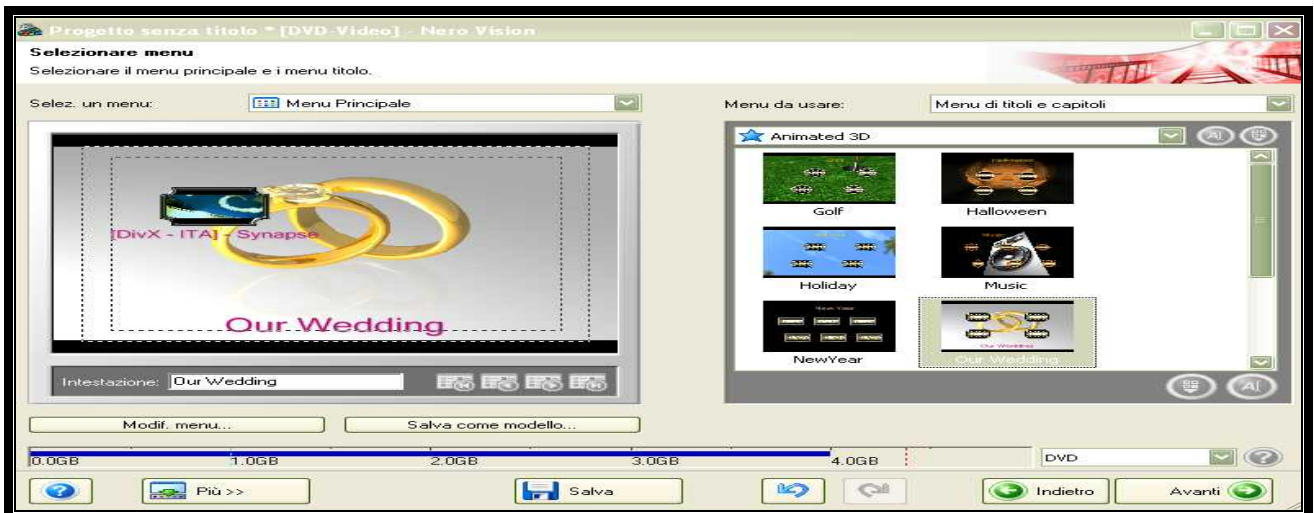 Progetto senza titolo * [DVD-Video] - Nero Vision
Selezionare menu
Selezionare il menu principale e i menu titolo.
Selez. un menu: Menu Principale Menu da usare: Menu di titoli e capitoli
Animated 3D
[DivX - ITA] - Synapse
Our Wedding
Golf Halloween
Holiday Music
NewYear Our Wedding
Intestazione: Our Wedding
Modif. menu... Salva come modello...
0.0GB 1.0GB 2.0GB 3.0GB 4.0GB DVD
Più >> Salva Indietro Avanti